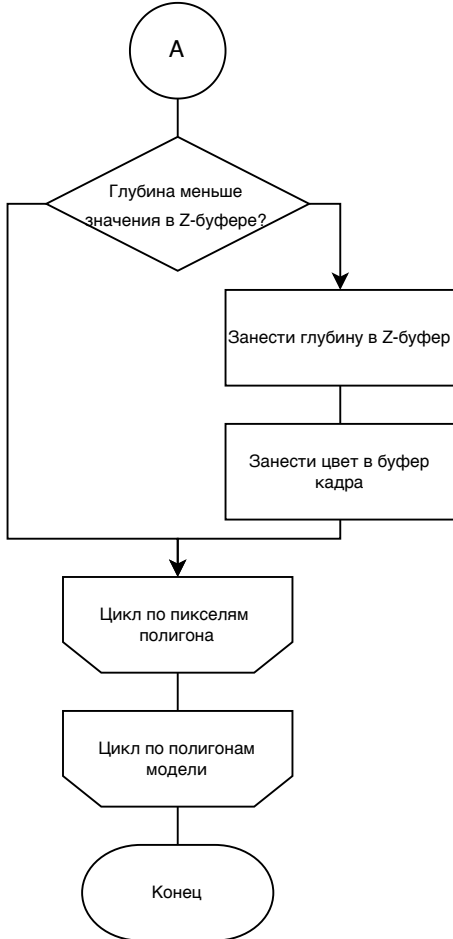 A
Глубина меньше
значения в Z-буфере?
Занести глубину в Z-буфер
Занести цвет в буфер
кадра
Цикл по пикселям
полигона
Цикл по полигонам
модели
Конец